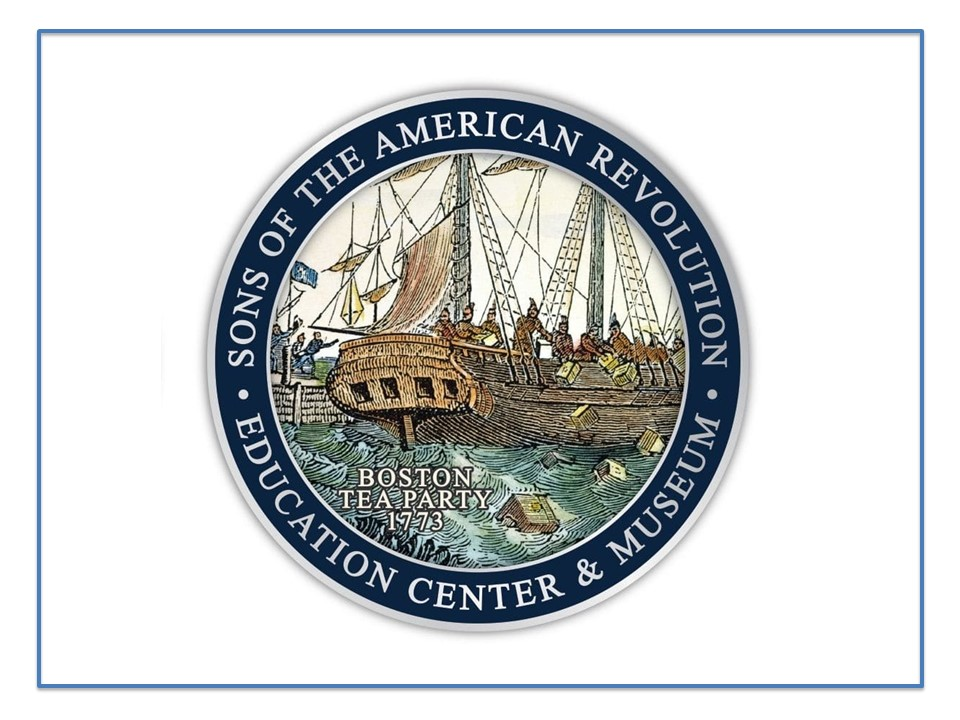 SONS OF THE AMERICAN REVOLUTION
• EDUCATION CENTER & MUSEUM •
BOSTON
TEA PARTY
1773